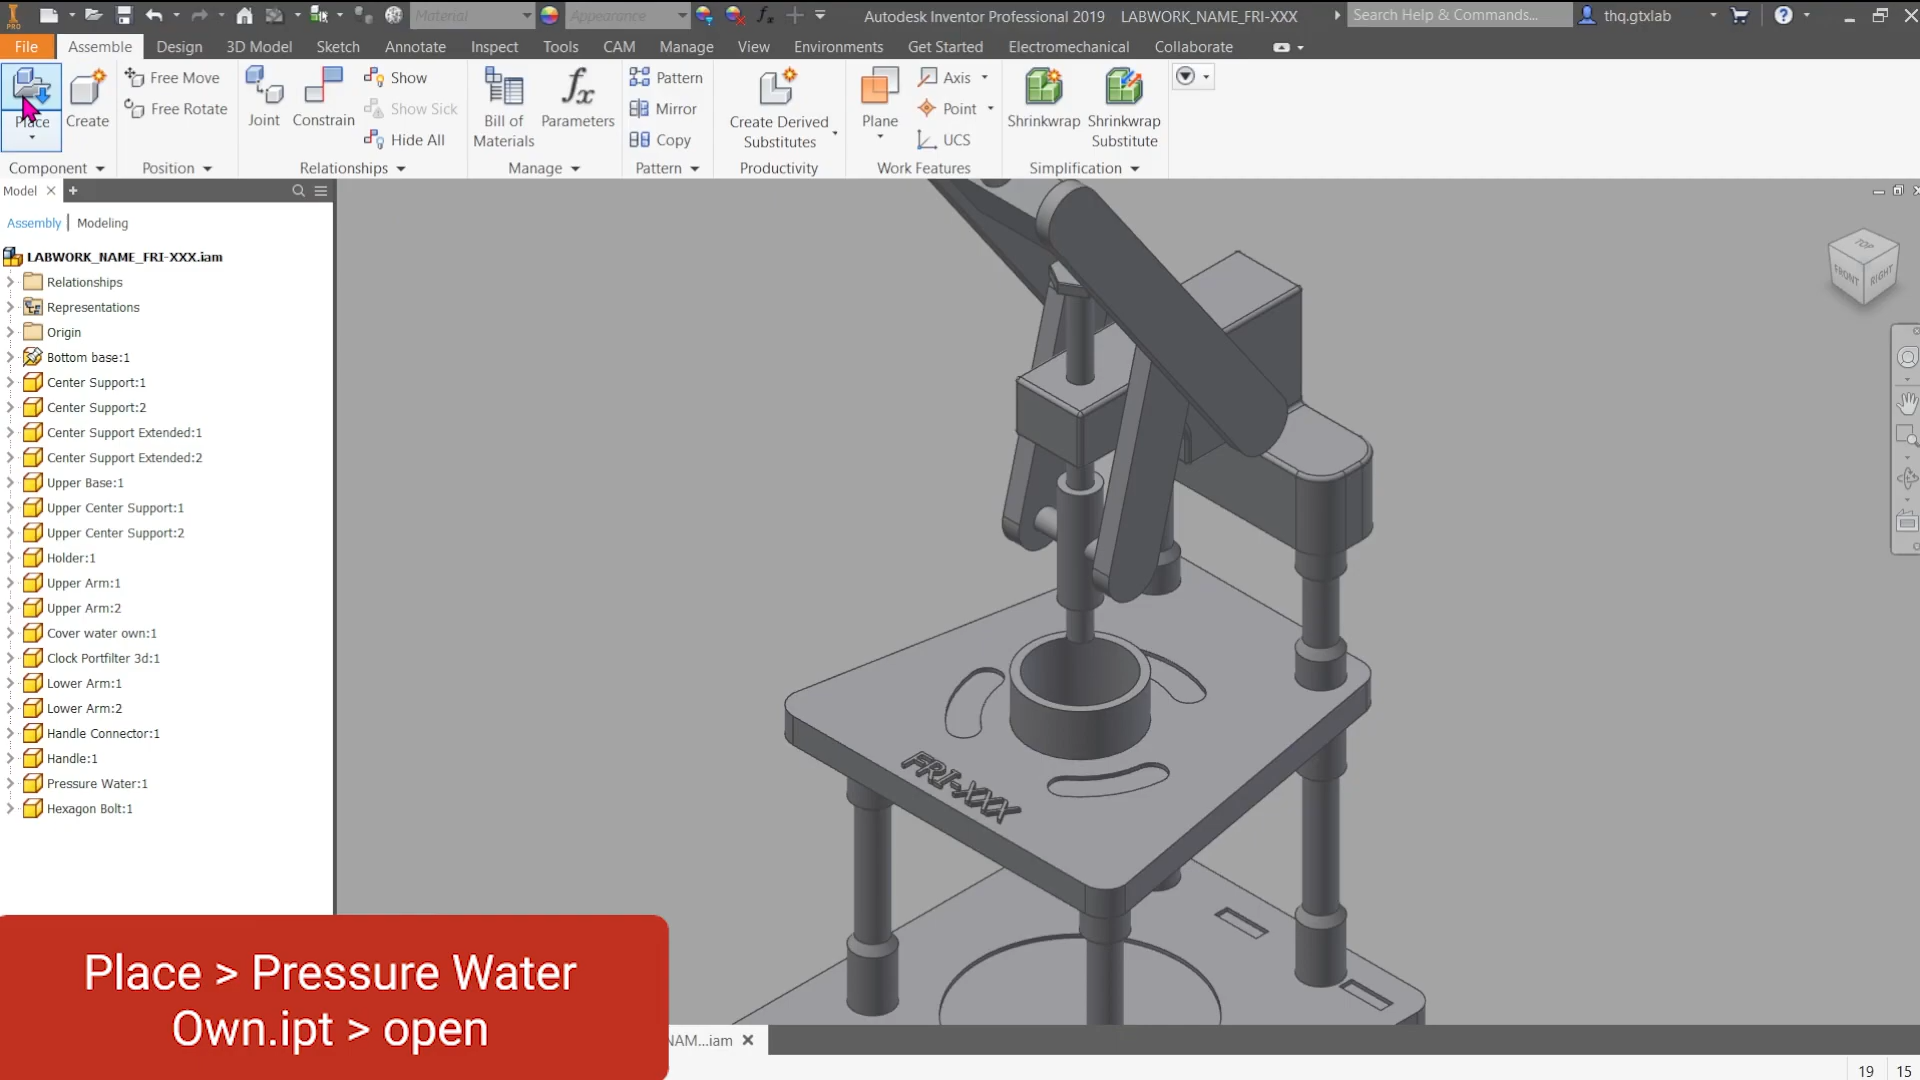 PRO
Material
Appearance
Autodesk Inventor Professional 2019 LABWORK_NAME_FRI-XXX
Search Help & Commands...
thq.gtxlab
File
Assemble
Design
3D Model
Sketch
Annotate
Inspect
Tools
CAM
Manage
View
Environments
Get Started
Electromechanical
Collaborate
Place
Create
Free Move
Free Rotate
Joint
Constrain
Show
Show Sick
Hide All
Bill of
Materials
fx
Parameters
Pattern
Mirror
Copy
Create Derived
Substitutes
Plane
Axis
Point
UCS
Shrinkwrap
Shrinkwrap
Substitute
Component
Position
Relationships
Manage
Pattern
Productivity
Work Features
Simplification
Model
Assembly | Modeling
LABWORK_NAME_FRI-XXX.iam
Relationships
Representations
Origin
Bottom base:1
Center Support:1
Center Support:2
Center Support Extended:1
Center Support Extended:2
Upper Base:1
Upper Center Support:1
Upper Center Support:2
Holder:1
Upper Arm:1
Upper Arm:2
Cover water own:1
Clock Portfilter 3d:1
Lower Arm:1
Lower Arm:2
Handle Connector:1
Handle:1
Pressure Water:1
Hexagon Bolt:1
TOP
FRONT
RIGHT
FRI-XXX
Place > Pressure Water
Own.ipt > open
NAM...iam
19 15